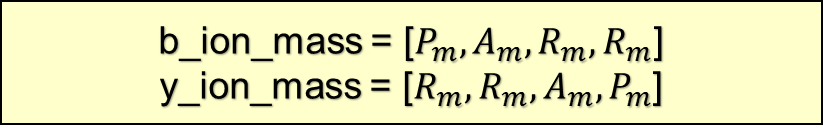 b_ion_mass = [Pₘ, Aₘ, Rₘ, Rₘ]
y_ion_mass = [Rₘ, Rₘ, Aₘ, Pₘ]